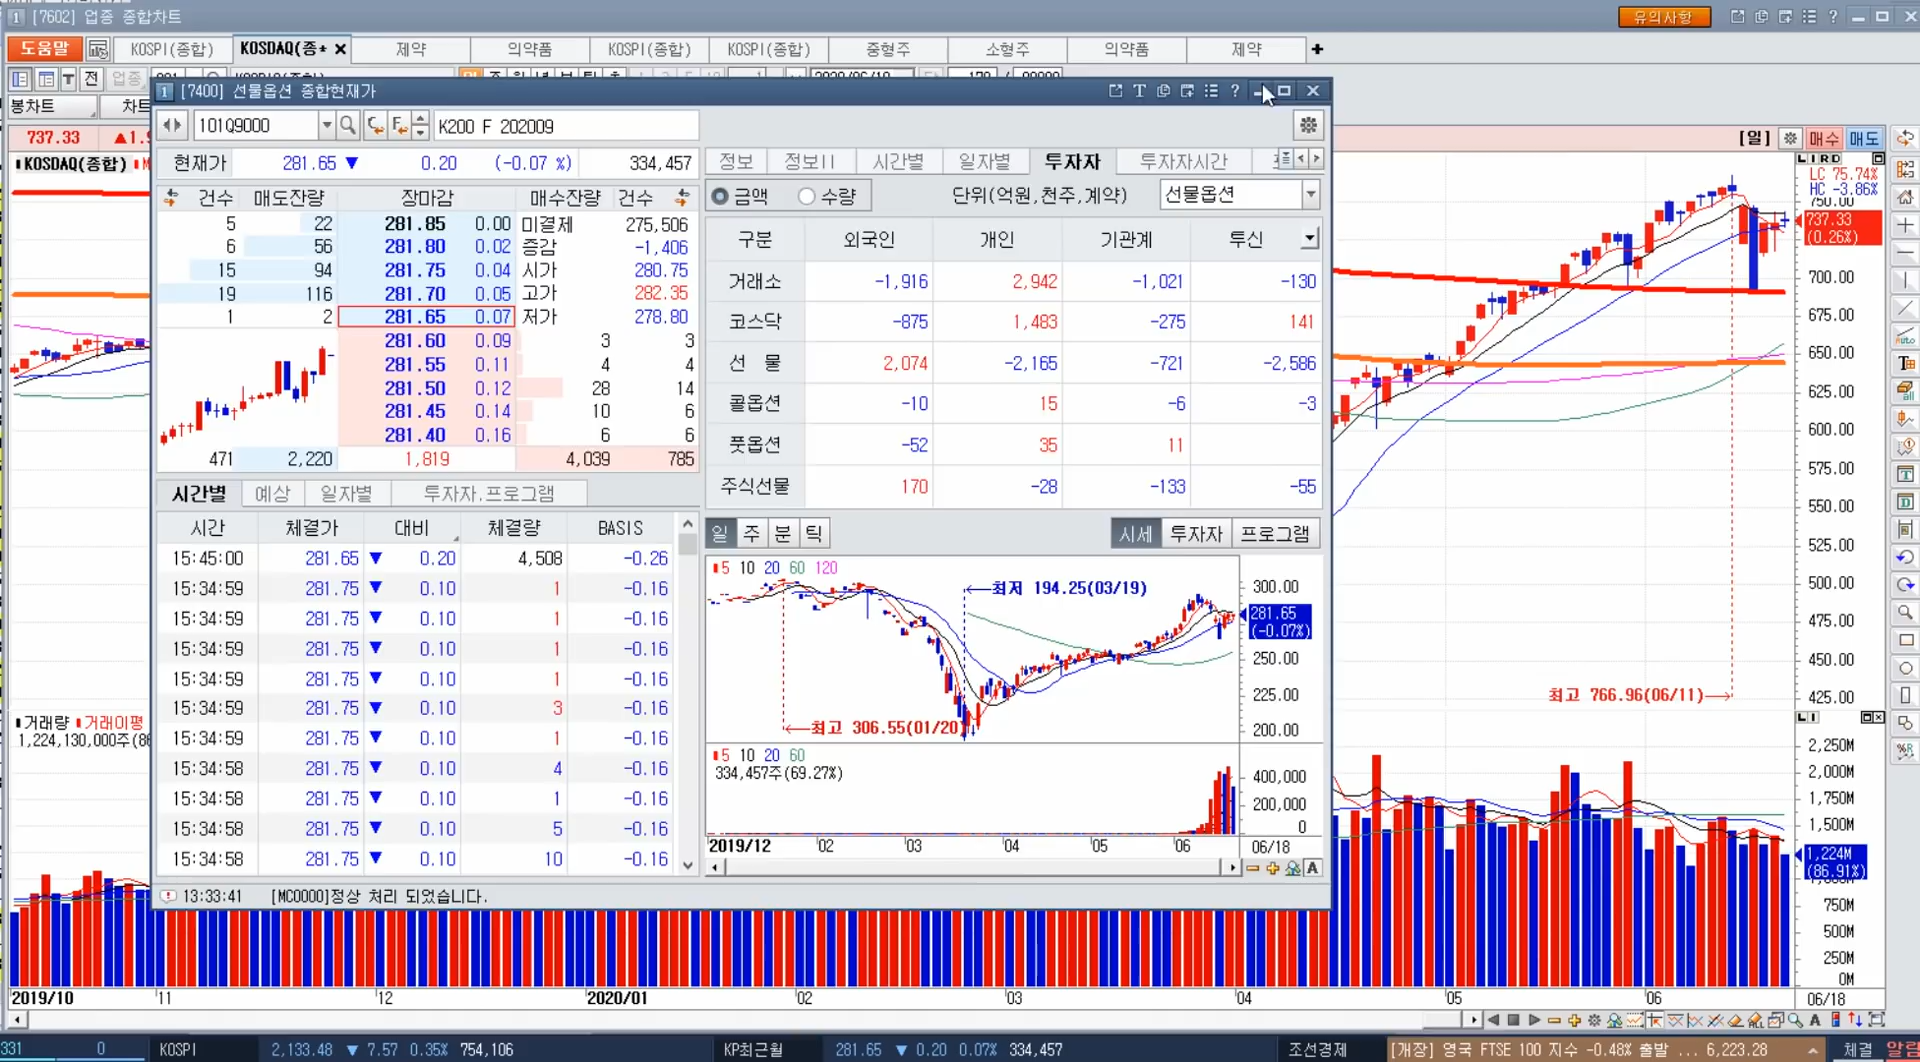 [7602] 업종 종합차트
유의사항
도움말 KOSPI(종합) KOSDAQ(종* 제약 의약품 KOSPI(종합) KOSPI(종합) 중형주 소형주 의약품 제약
T 전 업종
봉차트 차트
737.33
KOSDAQ(종합)
[7400] 선물옵션 종합현재가
101Q9000 K200 F 202009
현재가 281.65 ▼ 0.20 (-0.07 %) 334,457
건수 매도잔량 장마감 매수잔량 건수
5 22 281.85 0.00 미결제 275,506
6 56 281.80 0.02 증감 -1,406
15 94 281.75 0.04 시가 280.75
19 116 281.70 0.05 고가 282.35
1 2 281.65 0.07 저가 278.80
281.60 0.09 3 3
281.55 0.11 4 4
281.50 0.12 28 14
281.45 0.14 10 6
281.40 0.16 6 6
471 2,220 1,819 4,039 785
시간별 예상 일자별 투자자.프로그램
시간 체결가 대비 체결량 BASIS
15:45:00 281.65 ▼ 0.20 4,508 -0.26
15:34:59 281.75 ▼ 0.10 1 -0.16
15:34:59 281.75 ▼ 0.10 1 -0.16
15:34:59 281.75 ▼ 0.10 1 -0.16
15:34:59 281.75 ▼ 0.10 1 -0.16
15:34:59 281.75 ▼ 0.10 3 -0.16
15:34:59 281.75 ▼ 0.10 1 -0.16
15:34:58 281.75 ▼ 0.10 4 -0.16
15:34:58 281.75 ▼ 0.10 1 -0.16
15:34:58 281.75 ▼ 0.10 5 -0.16
15:34:58 281.75 ▼ 0.10 10 -0.16
13:33:41 [MC0000]정상 처리 되었습니다.
정보 정보II 시간별 일자별 투자자 투자자시간
금액 수량 단위(억원,천주,계약) 선물옵션
구분 외국인 개인 기관계 투신
거래소 -1,916 2,942 -1,021 -130
코스닥 -875 1,483 -275 141
선 물 2,074 -2,165 -721 -2,586
콜옵션 -10 15 -6 -3
풋옵션 -52 35 11
주식선물 170 -28 -133 -55
일 주 분 틱 시세 투자자 프로그램
5 10 20 60 120
최저 194.25(03/19)
최고 306.55(01/20)
300.00
281.65
(-0.07%)
250.00
225.00
200.00
5 10 20 60
334,457주(69.27%)
400,000
200,000
0
2019/12 02 03 04 05 06 06/18
[일] 매수 매도
LIRD
LC 75.74%
HC -3.86%
750.00
737.33
(0.26%)
700.00
675.00
650.00
625.00
600.00
575.00
550.00
525.00
500.00
475.00
450.00
425.00
최고 766.96(06/11)
거래량 거래이평
1,224,130,000주(86
LI
2,250M
2,000M
1,750M
1,500M
1,224M
(86.91%)
750M
500M
250M
0M
2019/10 11 12 2020/01 02 03 04 05 06 06/18
331 0 KOSPI 2,133.48 ▼ 7.57 0.35% 754,106 KP최근월 281.65 ▼ 0.20 0.07% 334,457 조선경제 [개장] 영국 FTSE 100 지수 -0.48% 출발 ... 6,223.28 체결 알림